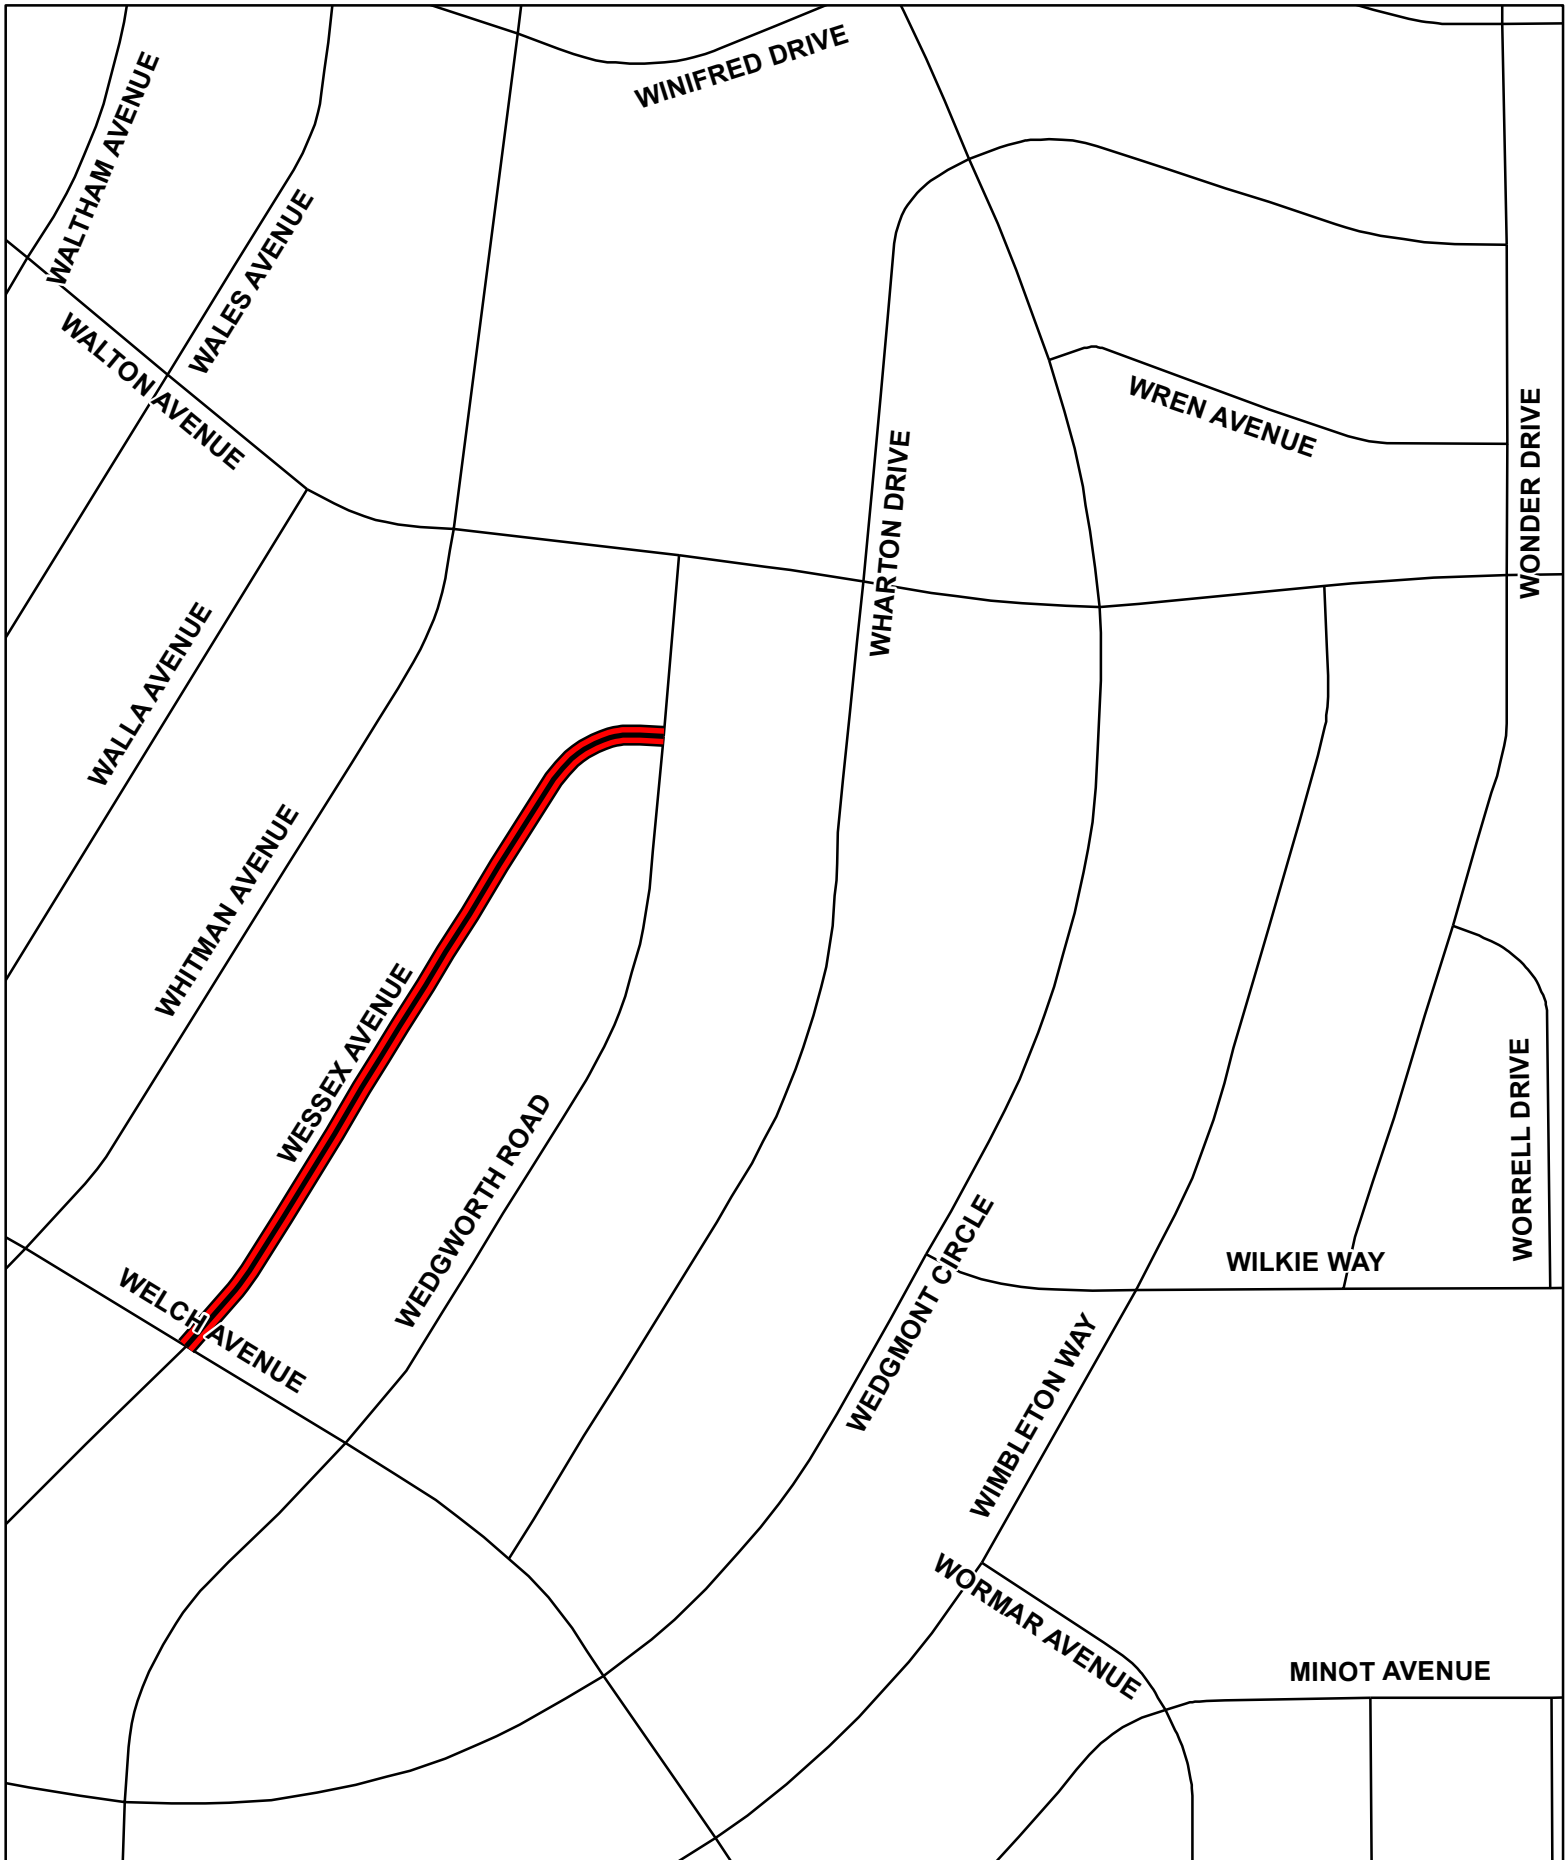 WINIFRED DRIVE
WALTHAM AVENUE
WALES AVENUE
WALTON AVENUE
WREN AVENUE
WONDER DRIVE
WHARTON DRIVE
WALLA AVENUE
WHITMAN AVENUE
WESSEX AVENUE
WEDGWORTH ROAD
WORRELL DRIVE
WEDGMONT CIRCLE
WILKIE WAY
WELCH AVENUE
WIMBLETON WAY
WORMAR AVENUE
MINOT AVENUE